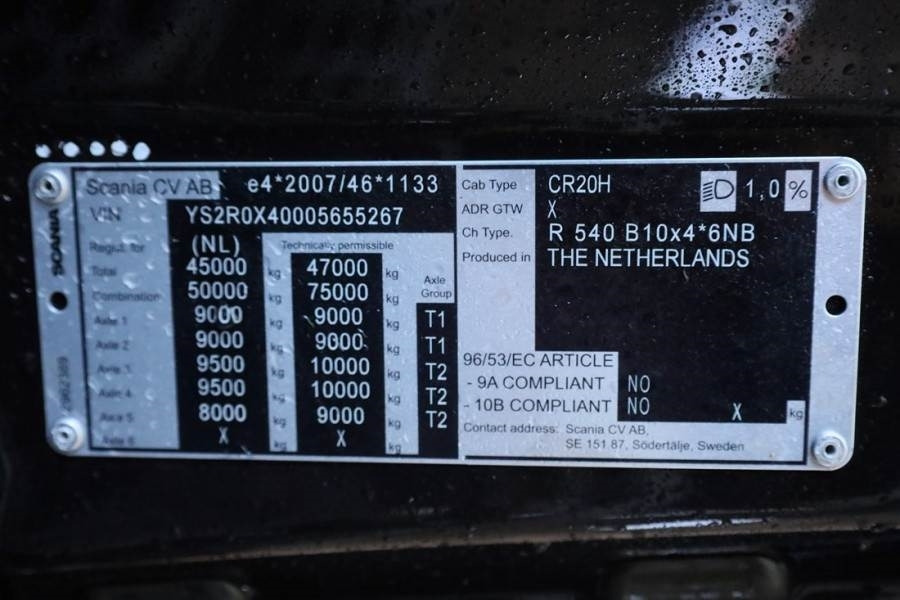 Scania CV AB e4*2007/46*1133
VIN YS2R0X40005655267
Regul. for (NL) Technically permissible
Total 45000 kg 47000 kg
Combination 50000 kg 75000 kg Axle Group
Axle 1 9000 kg 9000 kg T1
Axle 2 9000 kg 9000 kg T1
Axle 3 9500 kg 10000 kg T2
Axle 4 9500 kg 10000 kg T2
Axle 5 8000 kg 9000 kg T2
Axle 6 X kg X kg
SCANIA
Cab Type CR20H 1,0 %
ADR GTW X
Ch Type. R 540 B10x4*6NB
Produced in THE NETHERLANDS
96/53/EC ARTICLE
- 9A COMPLIANT NO
- 10B COMPLIANT NO X kg
Contact address: Scania CV AB,
SE 151 87, Södertälje, Sweden